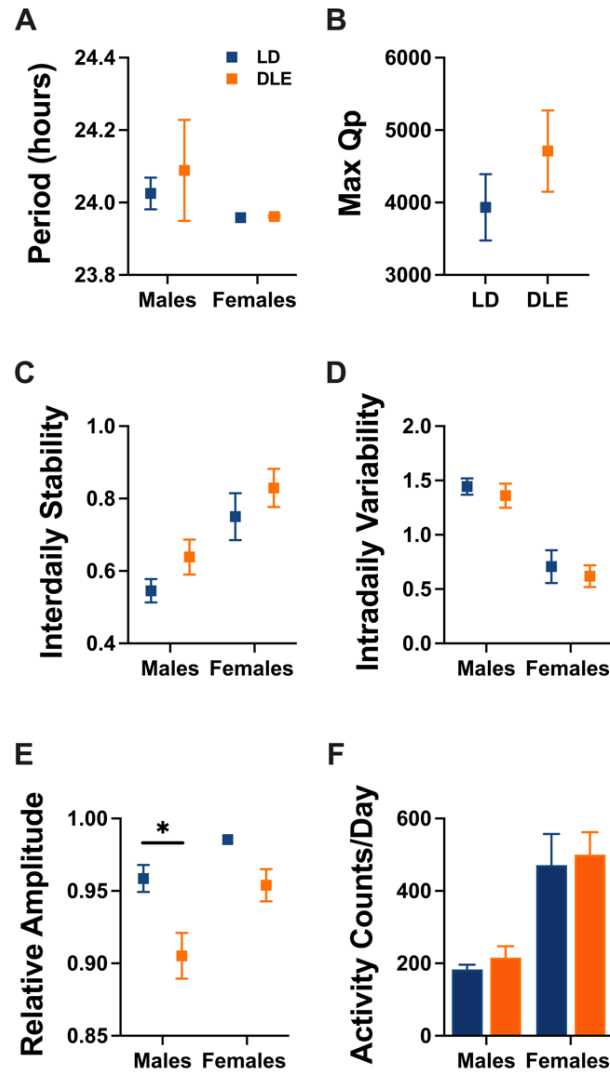 A
Period (hours)
24.4
24.2
24.0
23.8
LD
DLE
Males Females
B
Max Qp
6000
5000
4000
3000
LD DLE
C
Interdaily Stability
1.0
0.8
0.6
0.4
Males Females
D
Intradaily Variability
2.0
1.5
1.0
0.5
0.0
Males Females
E
Relative Amplitude
1.00
0.95
0.90
0.85
*
Males Females
F
Activity Counts/Day
600
400
200
0
Males Females